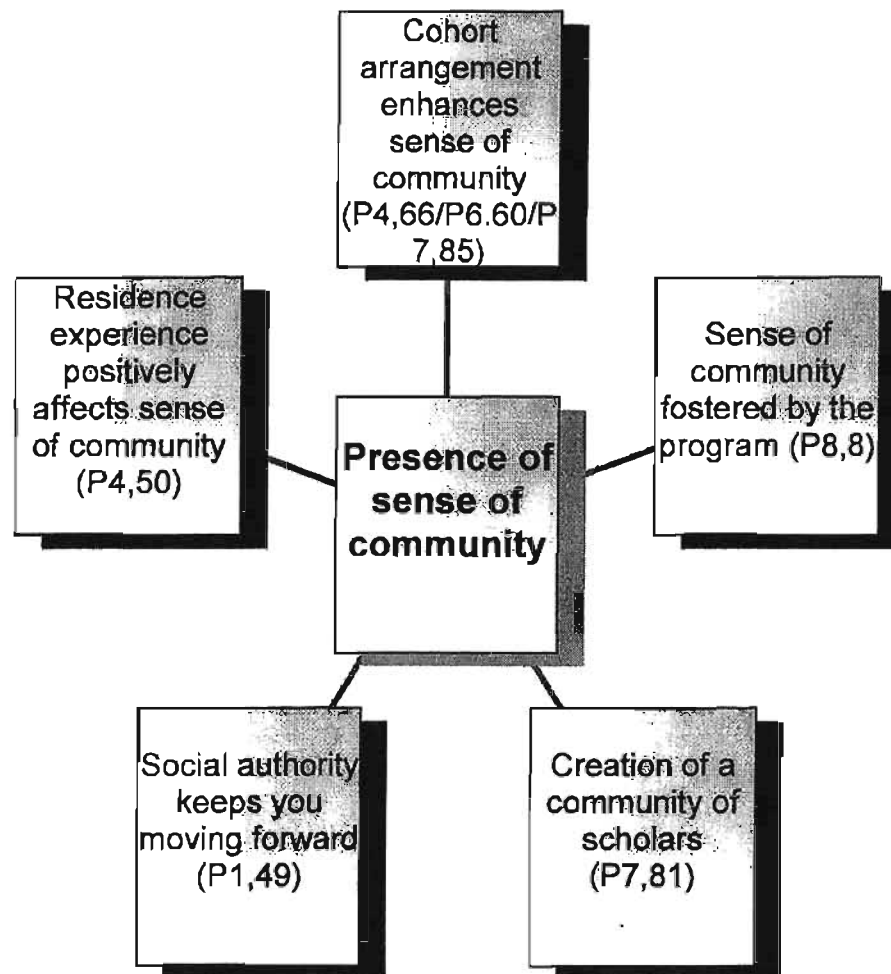 Cohort
arrangement
enhances
sense of
community
(P4,66/P6.60/P
7,85)
Residence
experience
positively
affects sense
of community
(P4,50)
Sense of
community
fostered by the
program (P8,8)
Presence of
sense of
community
Social authority
keeps you
moving forward
(P1,49)
Creation of a
community of
scholars
(P7,81)